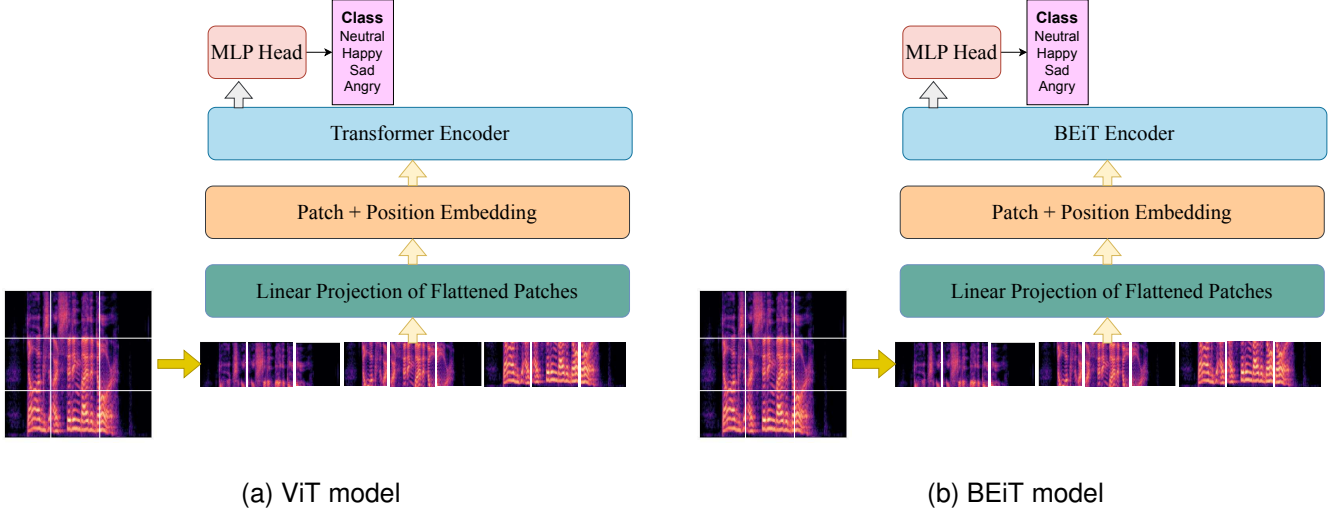 Class
Neutral
Happy
Sad
Angry
MLP Head
Transformer Encoder
Patch + Position Embedding
Linear Projection of Flattened Patches
(a) ViT model
Class
Neutral
Happy
Sad
Angry
MLP Head
BEiT Encoder
Patch + Position Embedding
Linear Projection of Flattened Patches
(b) BEiT model